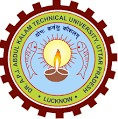 DR. A.P.J. ABDUL KALAM TECHNICAL UNIVERSITY UTTAR PRADESH
LUCKNOW